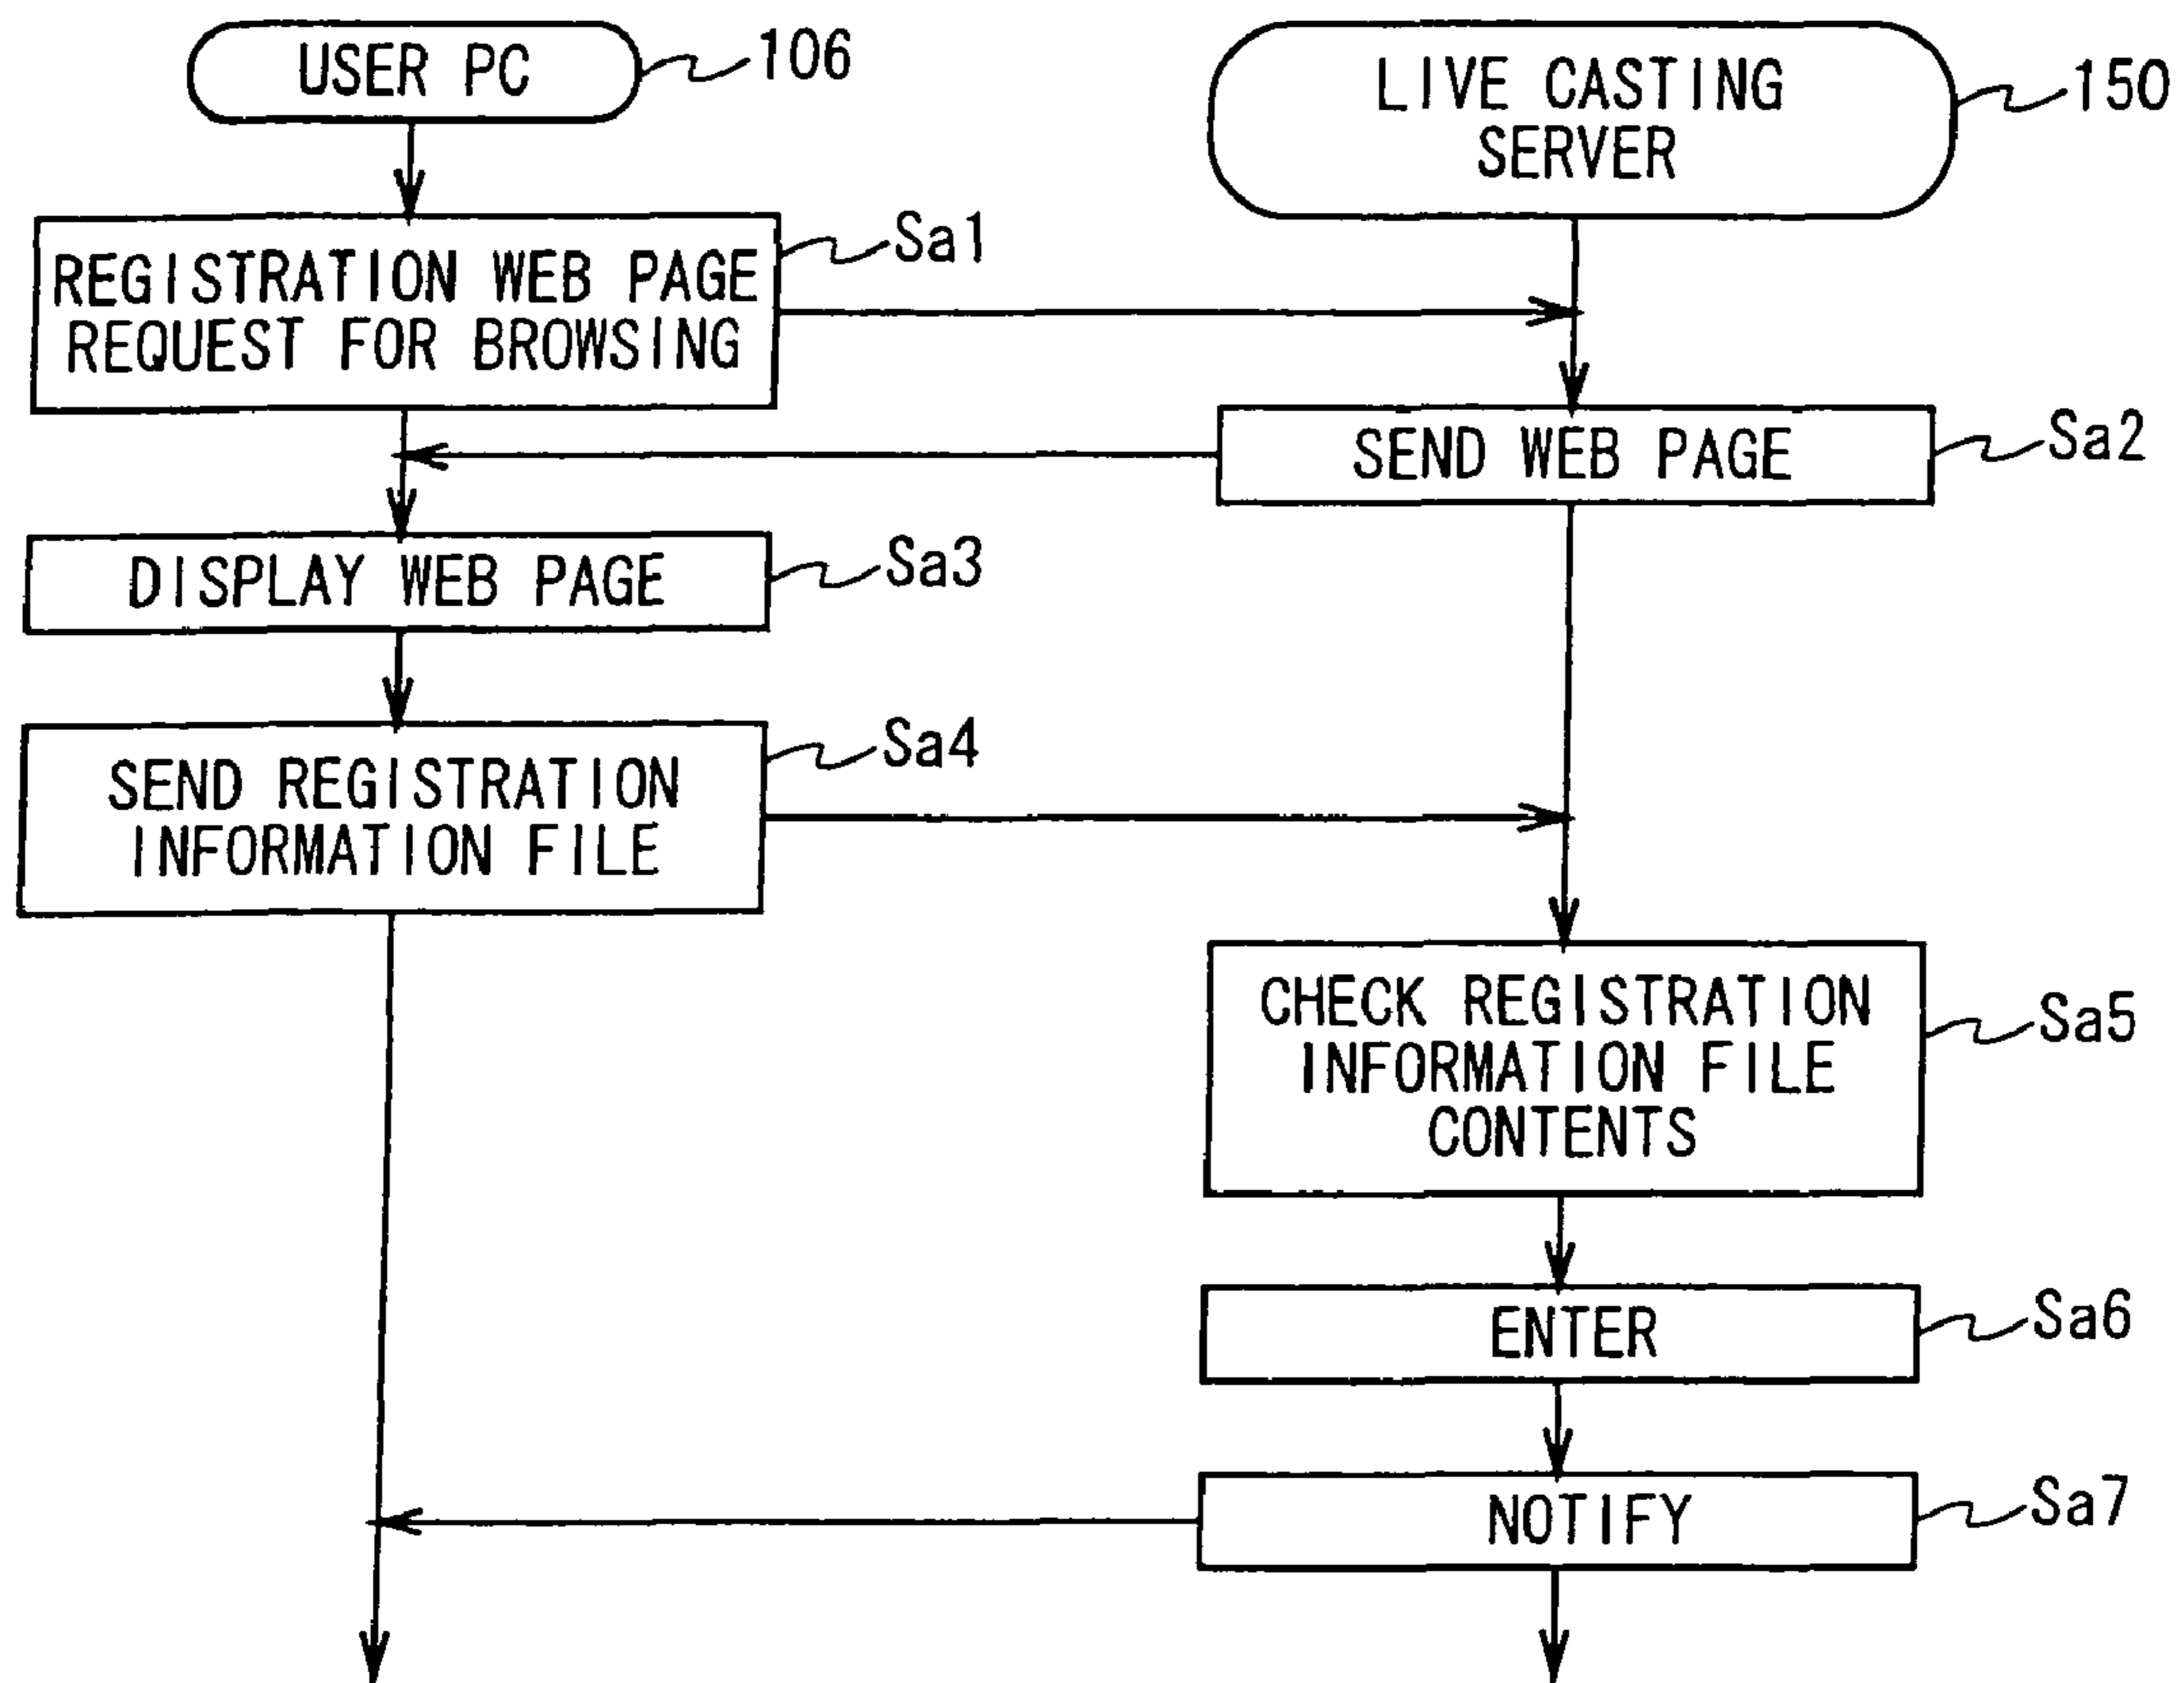 USER PC
106
LIVE CASTING
SERVER
150
REGISTRATION WEB PAGE
REQUEST FOR BROWSING
Sa1
SEND WEB PAGE
Sa2
DISPLAY WEB PAGE
Sa3
SEND REGISTRATION
INFORMATION FILE
Sa4
CHECK REGISTRATION
INFORMATION FILE
CONTENTS
Sa5
ENTER
Sa6
NOTIFY
Sa7